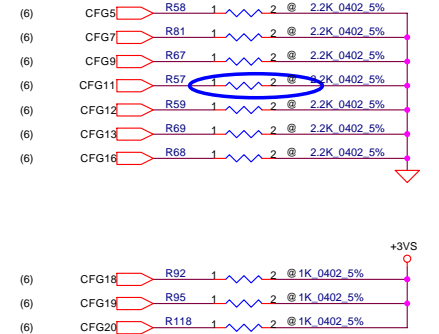 (6) CFG5 R58 1 2 @ 2.2K_0402_5%
(6) CFG7 R81 1 2 @ 2.2K_0402_5%
(6) CFG9 R67 1 2 @ 2.2K_0402_5%
(6) CFG11 R57 1 2 @ 2.2K_0402_5%
(6) CFG12 R59 1 2 @ 2.2K_0402_5%
(6) CFG13 R69 1 2 @ 2.2K_0402_5%
(6) CFG16 R68 1 2 @ 2.2K_0402_5%
+3VS
(6) CFG18 R92 1 2 @ 1K_0402_5%
(6) CFG19 R95 1 2 @ 1K_0402_5%
(6) CFG20 R118 1 2 @ 1K_0402_5%